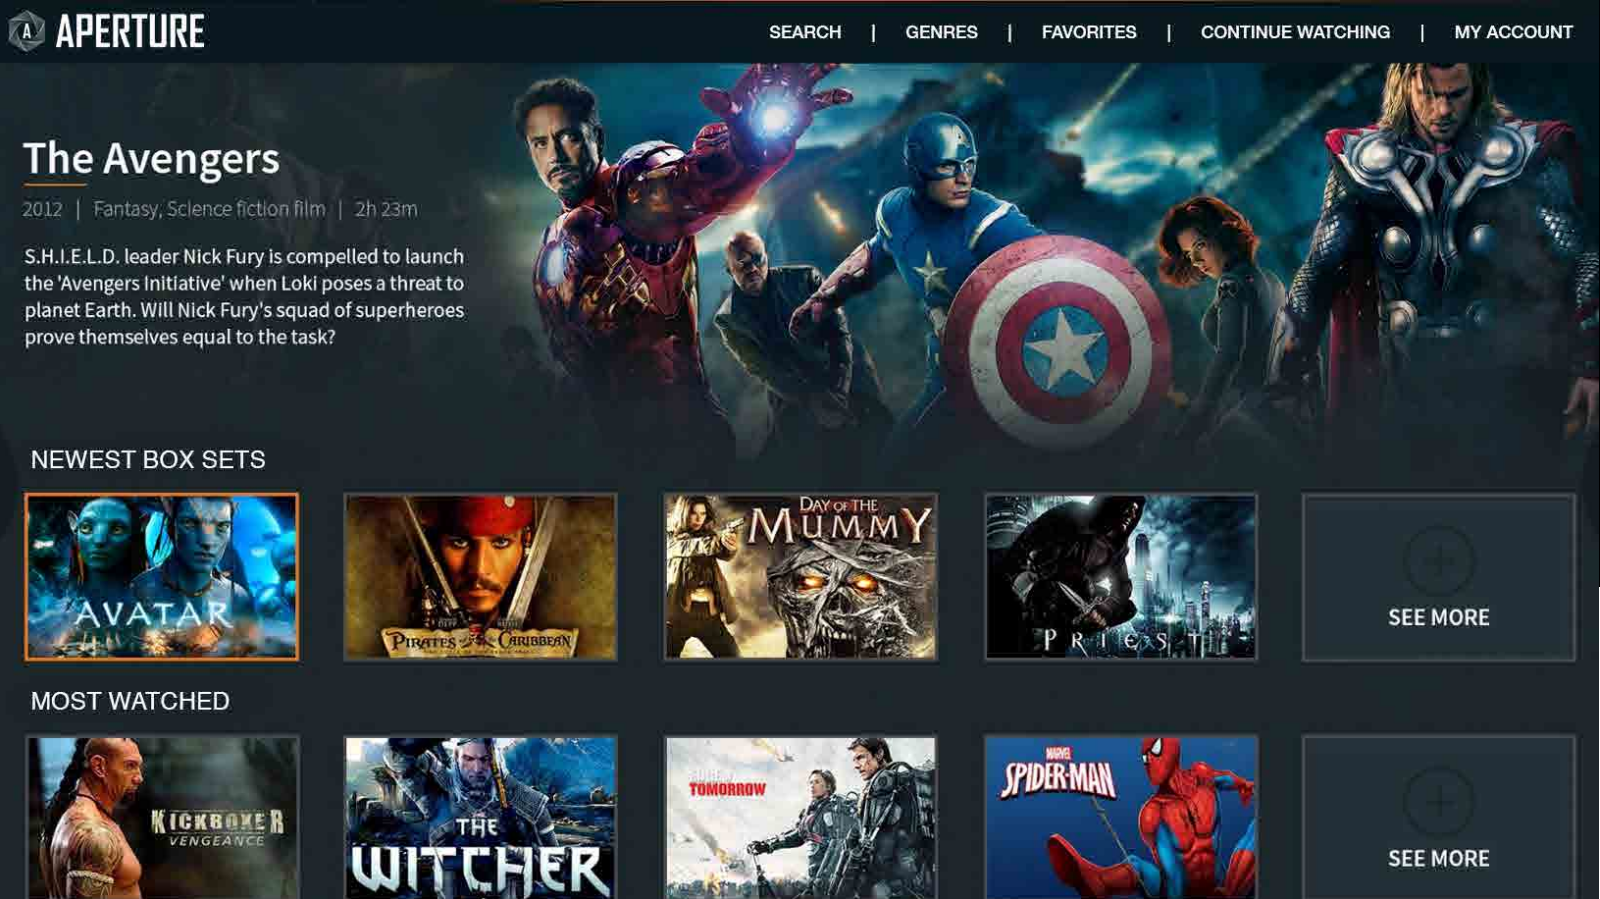 A APERTURE
SEARCH | GENRES | FAVORITES | CONTINUE WATCHING | MY ACCOUNT
The Avengers
2012 | Fantasy, Science fiction film | 2h 23m
S.H.I.E.L.D. leader Nick Fury is compelled to launch
the 'Avengers Initiative' when Loki poses a threat to
planet Earth. Will Nick Fury's squad of superheroes
prove themselves equal to the task?
NEWEST BOX SETS
AVATAR
PIRATES OF THE CARIBBEAN
DAY OF THE
MUMMY
PRIEST
SEE MORE
MOST WATCHED
KICKBOXER
VENGEANCE
THE
WITCHER
TOMORROW
MARVEL
SPIDER-MAN
SEE MORE